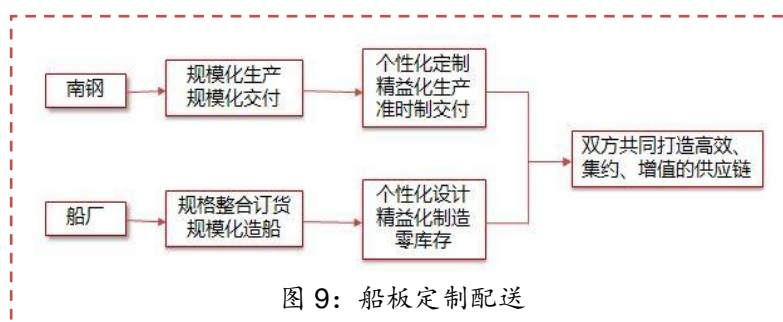 南钢
规模化生产
规模化交付
个性化定制
精益化生产
准时制交付
双方共同打造高效、
集约、增值的供应链
船厂
规格整合订货
规模化造船
个性化设计
精益化制造
零库存
图 9：船板定制配送